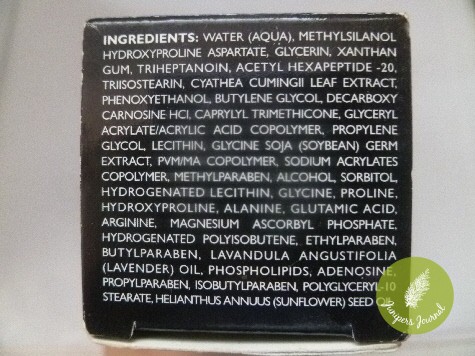 INGREDIENTS: WATER (AQUA), METHYLSILANOL
HYDROXYPROLINE ASPARTATE, GLYCERIN, XANTHAN
GUM, TRIHEPTANOIN, ACETYL HEXAPEPTIDE -20,
TRIISOSTEARIN, CYATHEA CUMINGII LEAF EXTRACT,
PHENOXYETHANOL, BUTYLENE GLYCOL, DECARBOXY
CARNOSINE HCI, CAPRYLYL TRIMETHICONE, GLYCERYL
ACRYLATE/ACRYLIC ACID COPOLYMER, PROPYLENE
GLYCOL, LECITHIN, GLYCINE SOJA (SOYBEAN) GERM
EXTRACT, PVM/MA COPOLYMER, SODIUM ACRYLATES
COPOLYMER, METHYLPARABEN, ALCOHOL, SORBITOL,
HYDROGENATED LECITHIN, GLYCINE, PROLINE,
HYDROXYPROLINE, ALANINE, GLUTAMIC ACID,
ARGININE, MAGNESIUM ASCORBYL PHOSPHATE,
HYDROGENATED POLYISOBUTENE, ETHYLPARABEN,
BUTYLPARABEN, LAVANDULA ANGUSTIFOLIA
(LAVENDER) OIL, PHOSPHOLIPIDS, ADENOSINE,
PROPYLPARABEN, ISOBUTYLPARABEN, POLYGLYCERYL-10
STEARATE, HELIANTHUS ANNUUS (SUNFLOWER) SEED OIL
Junipers Journal